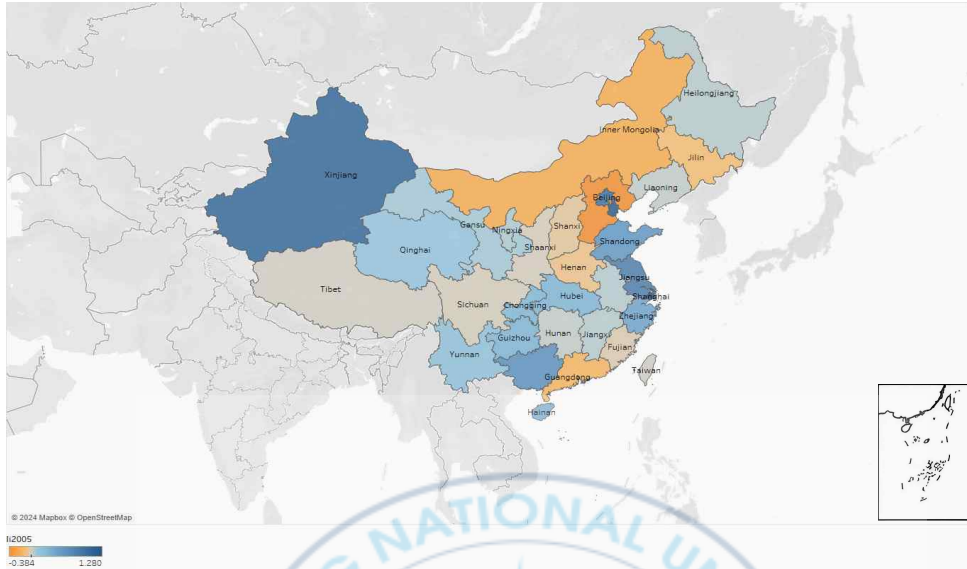 Heilongjiang
Inner Mongolia
Jilin
Xinjiang
Beijing
Liaoning
Gansu
Ningxia
Shanxi
Qinghai
Shaanxi
Shandong
Henan
Tibet
Jiangsu
Sichuan
Chongqing
Hubei
Shanghai
Zhejiang
Guizhou
Hunan
Jiangxi
Yunnan
Fujian
Taiwan
Guangdong
Hainan
© 2024 Mapbox © OpenStreetMap
NATIONAL
li2005
-0.384 1.280